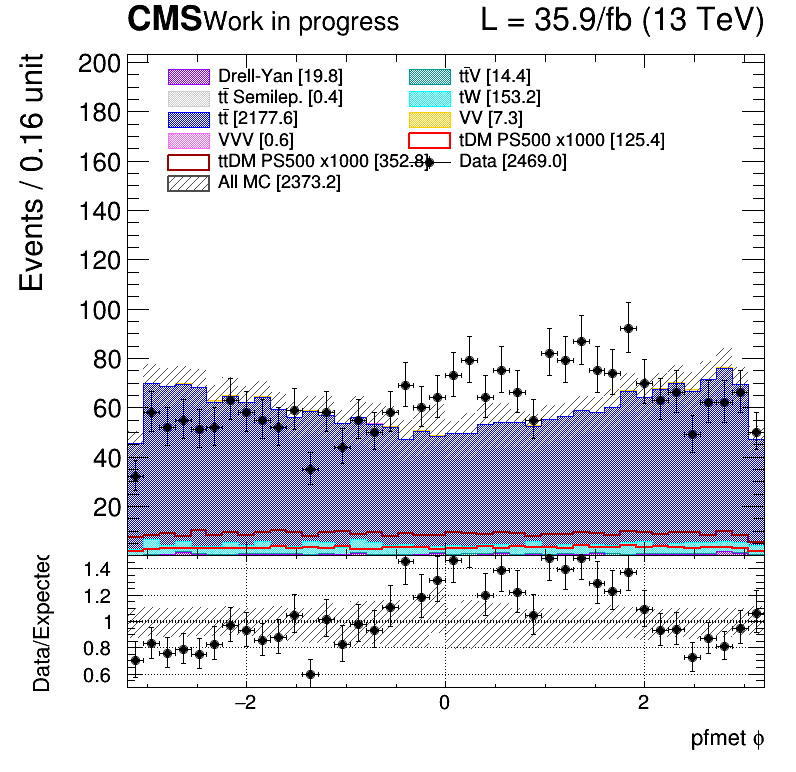 CMS Work in progress L = 35.9/fb (13 TeV)
Events / 0.16 unit
200
180
160
140
120
100
80
60
40
20
Drell-Yan [19.8] tt̄V [14.4]
tt̄ Semilep. [0.4] tW [153.2]
tt̄ [2177.6] VV [7.3]
VVV [0.6] tDM PS500 x1000 [125.4]
ttDM PS500 x1000 [352.8] Data [2469.0]
All MC [2373.2]
Data/Expected
1.4
1.2
1
0.8
0.6
−2 0 2
pfmet ϕ